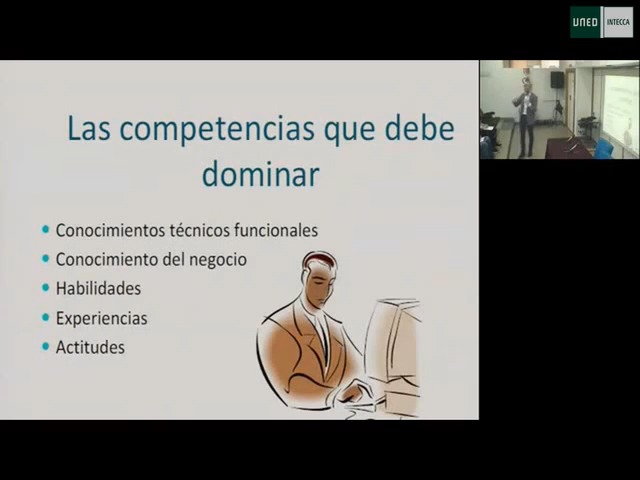 UNED INTECCA
Las competencias que debe
dominar
• Conocimientos técnicos funcionales
• Conocimiento del negocio
• Habilidades
• Experiencias
• Actitudes